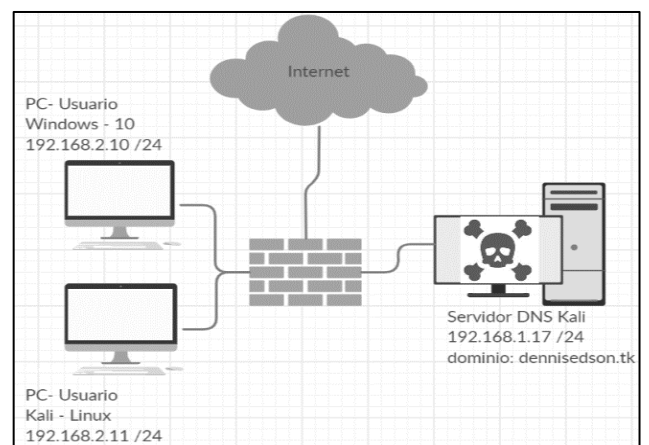 Internet
PC- Usuario
Windows - 10
192.168.2.10 /24
Servidor DNS Kali
192.168.1.17 /24
dominio: dennisedson.tk
PC- Usuario
Kali - Linux
192.168.2.11 /24